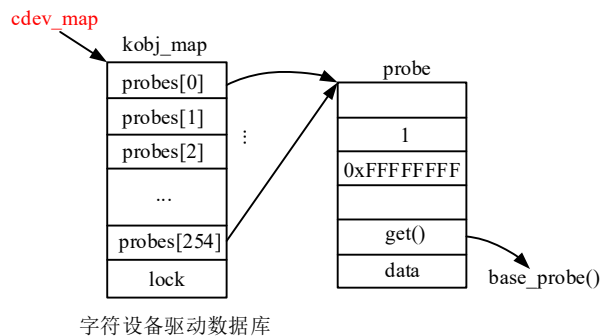 cdev_map
kobj_map
probes[0]
probes[1]
probes[2]
...
probes[254]
lock
...
probe
1
0xFFFFFFFF
get()
data
base_probe()
字符设备驱动数据库